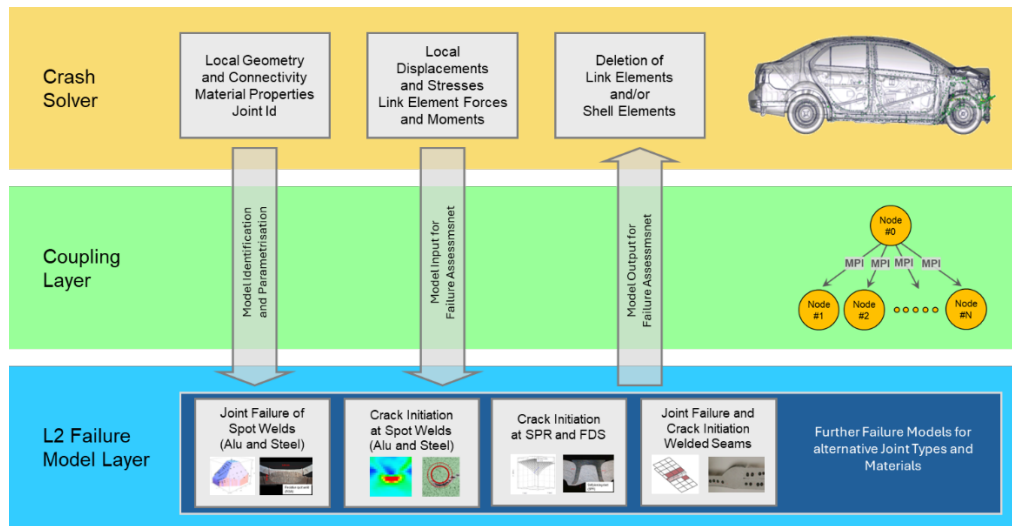 Crash
Solver
Local Geometry
and Connectivity
Material Properties
Joint Id
Local
Displacements
and Stresses
Link Element Forces
and Moments
Deletion of
Link Elements
and/or
Shell Elements
Coupling
Layer
Model Identification
and Parametrisation
Model Input for
Failure Assessmsnet
Model Output for
Failure Assessmsnet
Node
#0
MPI
MPI
MPI
MPI
Node
#1
Node
#2
Node
#N
L2 Failure
Model Layer
Joint Failure of
Spot Welds
(Alu and Steel)
Crack Initiation
at Spot Welds
(Alu and Steel)
Crack Initiation
at SPR and FDS
Joint Failure and
Crack Initiation
Welded Seams
Further Failure Models for
alternative Joint Types and
Materials